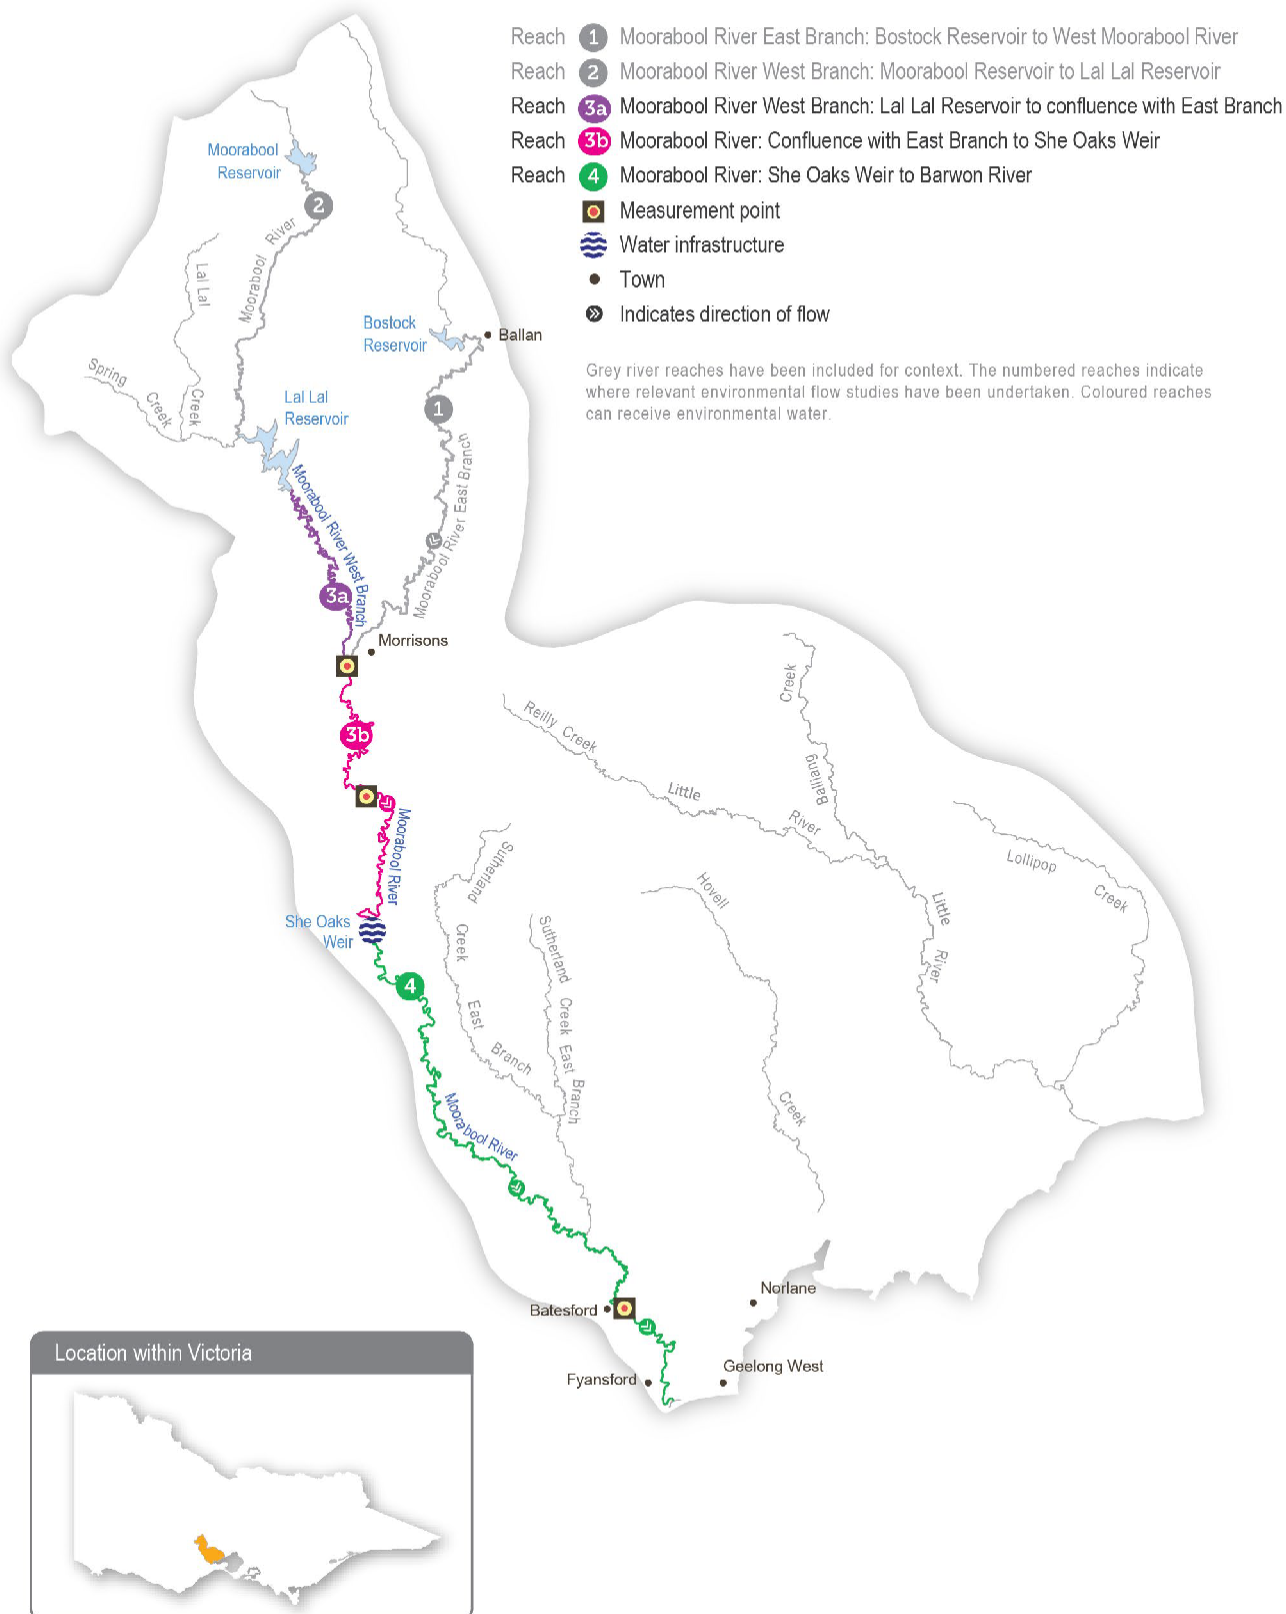 Reach 1 Moorabool River East Branch: Bostock Reservoir to West Moorabool River
Reach 2 Moorabool River West Branch: Moorabool Reservoir to Lal Lal Reservoir
Reach 3a Moorabool River West Branch: Lal Lal Reservoir to confluence with East Branch
Reach 3b Moorabool River: Confluence with East Branch to She Oaks Weir
Reach 4 Moorabool River: She Oaks Weir to Barwon River
Measurement point
Water infrastructure
Town
Indicates direction of flow
Grey river reaches have been included for context. The numbered reaches indicate
where relevant environmental flow studies have been undertaken. Coloured reaches
can receive environmental water.
Moorabool
Reservoir
2
Moorabool River
Lal Lal
Creek
Spring
Creek
Bostock
Reservoir
Ballan
Lal Lal
Reservoir
1
Moorabool River East Branch
Moorabool River West Branch
3a
Morrisons
3b
Moorabool River
She Oaks
Weir
4
Moorabool River
Reilly Creek
Little
River
Creek
Balliang
Little
River
Lollipop
Creek
Sutherland
Creek
East
Branch
Sutherland Creek East Branch
Hovell
Creek
Batesford
Norlane
Fyansford
Geelong West
Location within Victoria